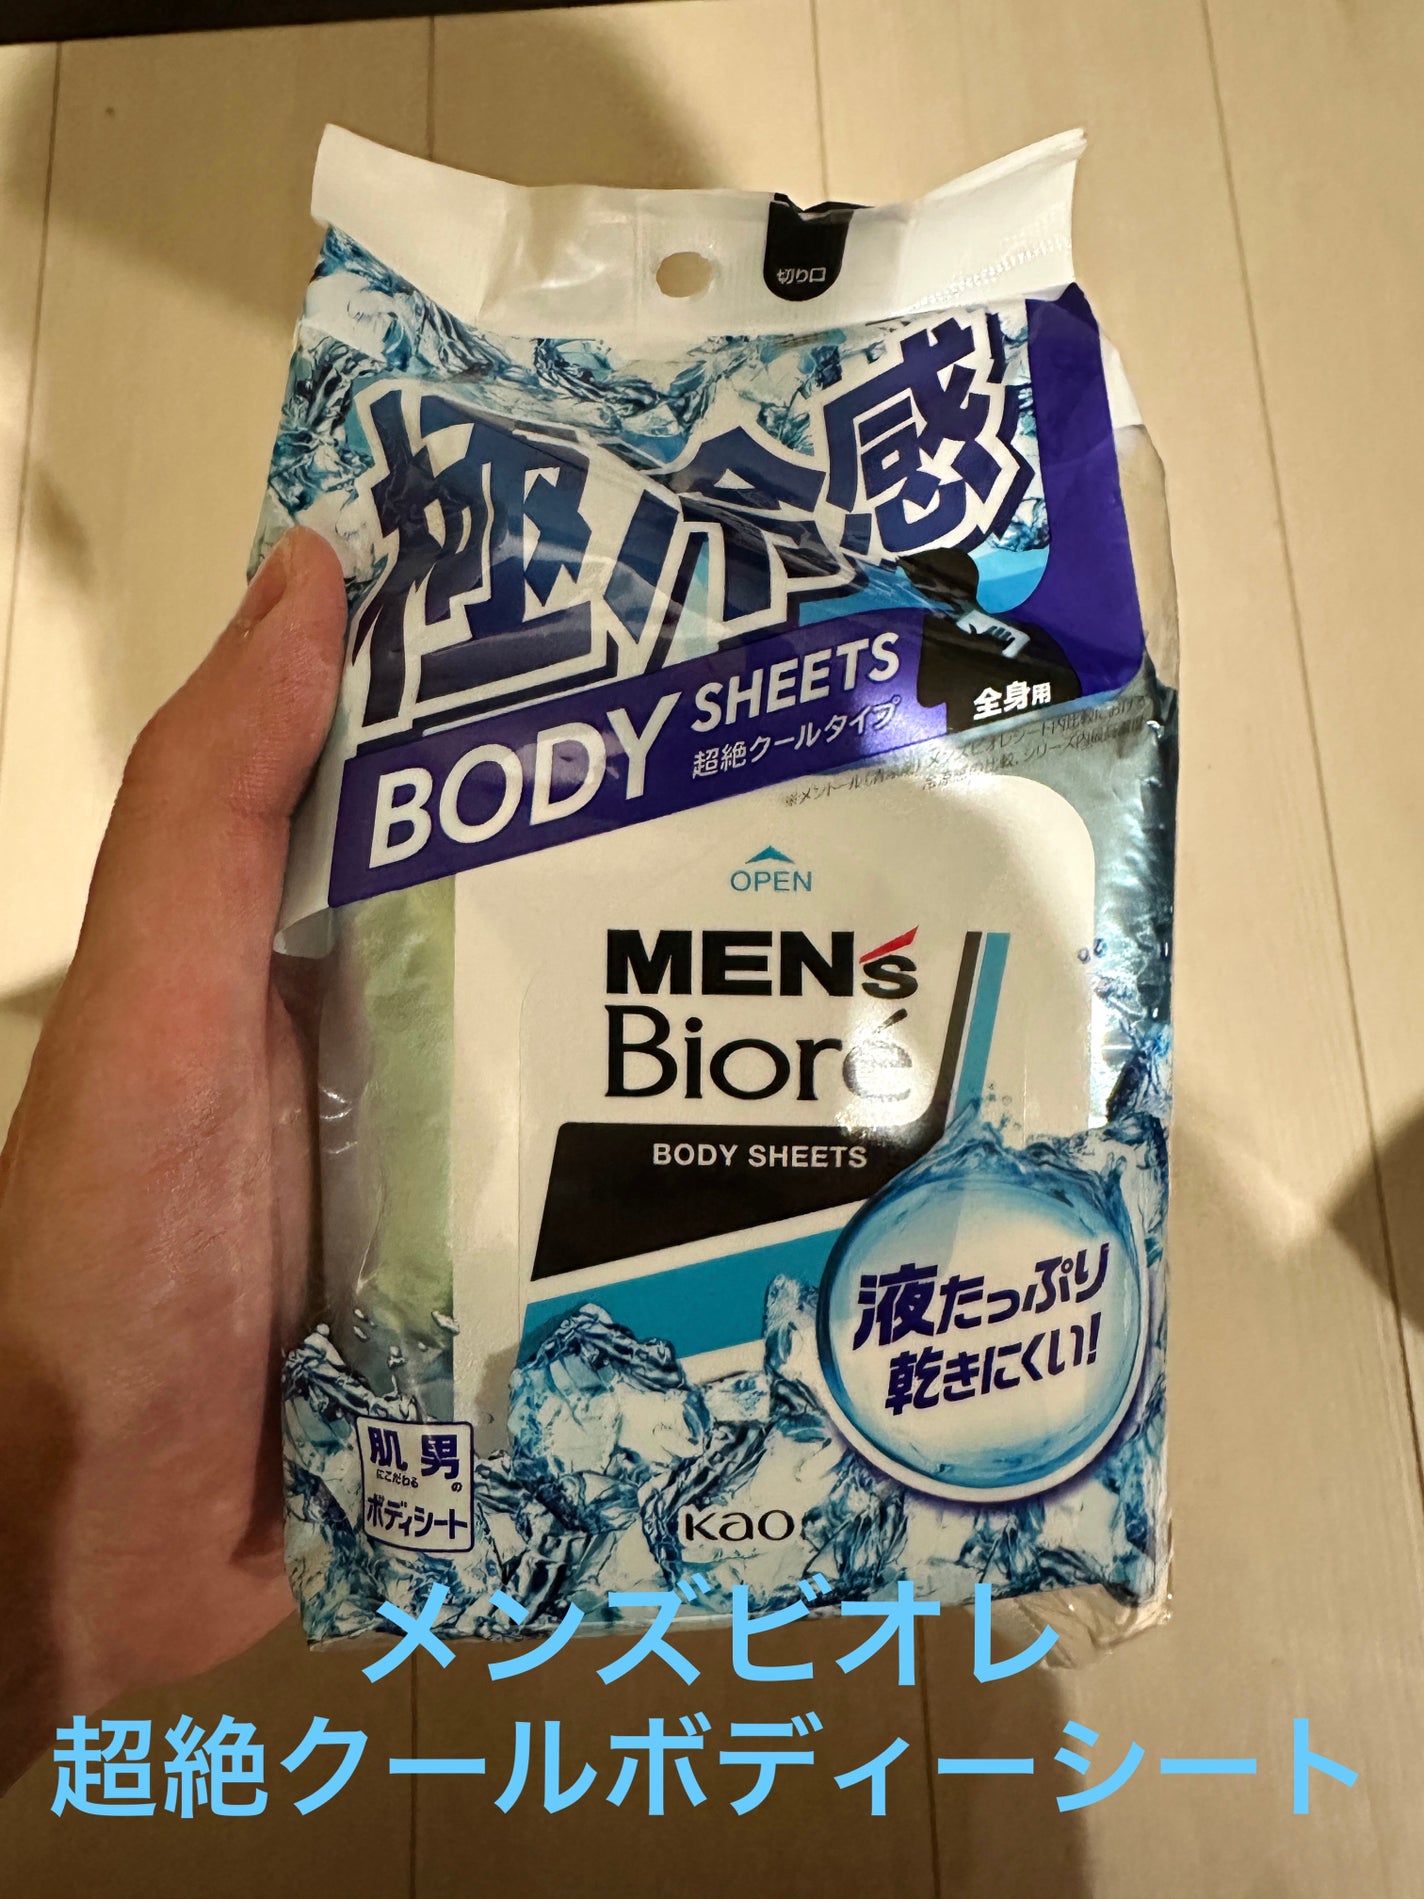 切り口
極冷感
BODY SHEETS
超絶クールタイプ
全身用
OPEN
MEN's
Bioré
BODY SHEETS
液たっぷり
乾きにくい!
肌男
にこだわるの
ボディシート
Kao
メンズビオレ
超絶クールボディーシート